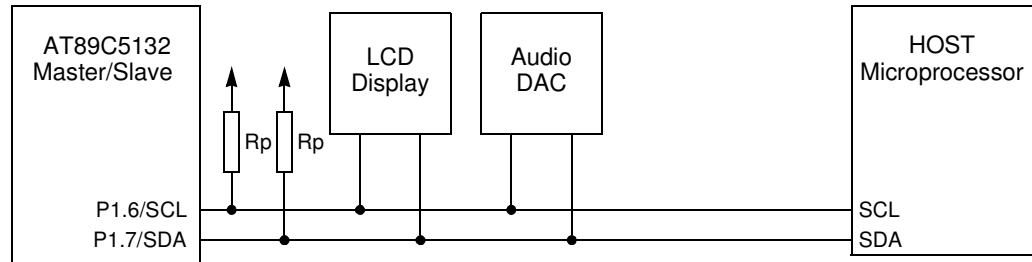 AT89C5132
Master/Slave
LCD
Display
Audio
DAC
HOST
Microprocessor
Rp
Rp
P1.6/SCL
SCL
P1.7/SDA
SDA